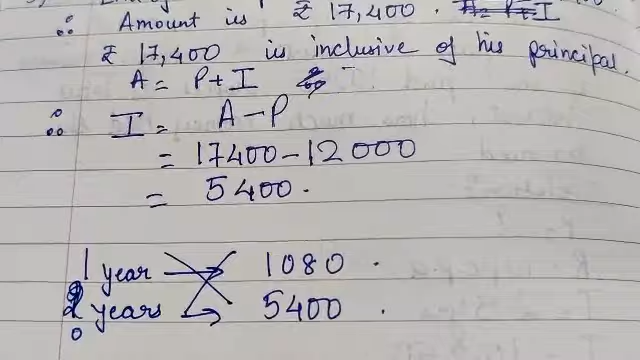 ∴ Amount is ₹ 17,400. I
₹ 17,400 is inclusive of his principal.
A = P + I
∴ I = A - P
= 17400 - 12000
= 5400.
1 year → 1080 .
years → 5400 .